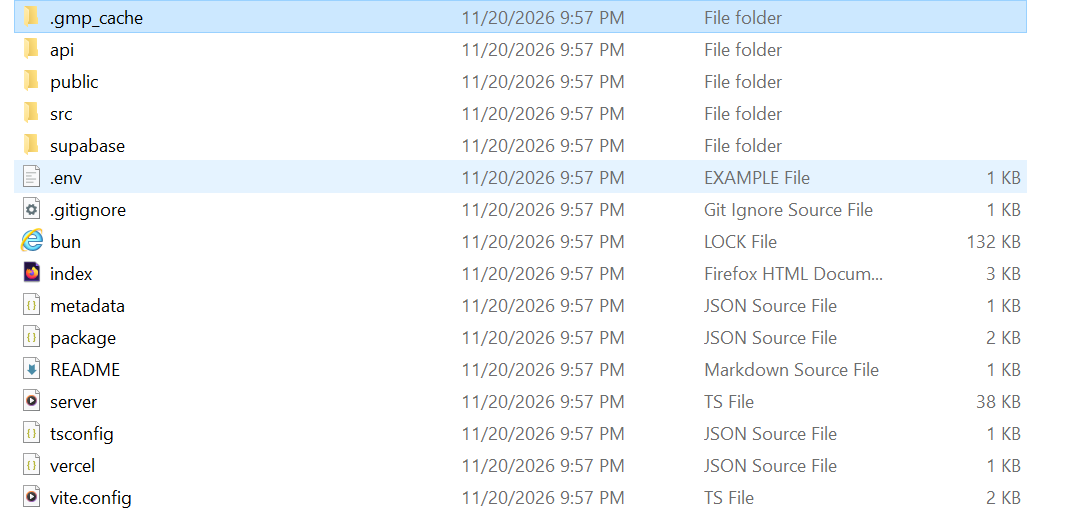 .gmp_cache 11/20/2026 9:57 PM File folder
api 11/20/2026 9:57 PM File folder
public 11/20/2026 9:57 PM File folder
src 11/20/2026 9:57 PM File folder
supabase 11/20/2026 9:57 PM File folder
.env 11/20/2026 9:57 PM EXAMPLE File 1 KB
.gitignore 11/20/2026 9:57 PM Git Ignore Source File 1 KB
bun 11/20/2026 9:57 PM LOCK File 132 KB
index 11/20/2026 9:57 PM Firefox HTML Docum... 3 KB
metadata 11/20/2026 9:57 PM JSON Source File 1 KB
package 11/20/2026 9:57 PM JSON Source File 2 KB
README 11/20/2026 9:57 PM Markdown Source File 1 KB
server 11/20/2026 9:57 PM TS File 38 KB
tsconfig 11/20/2026 9:57 PM JSON Source File 1 KB
vercel 11/20/2026 9:57 PM JSON Source File 1 KB
vite.config 11/20/2026 9:57 PM TS File 2 KB